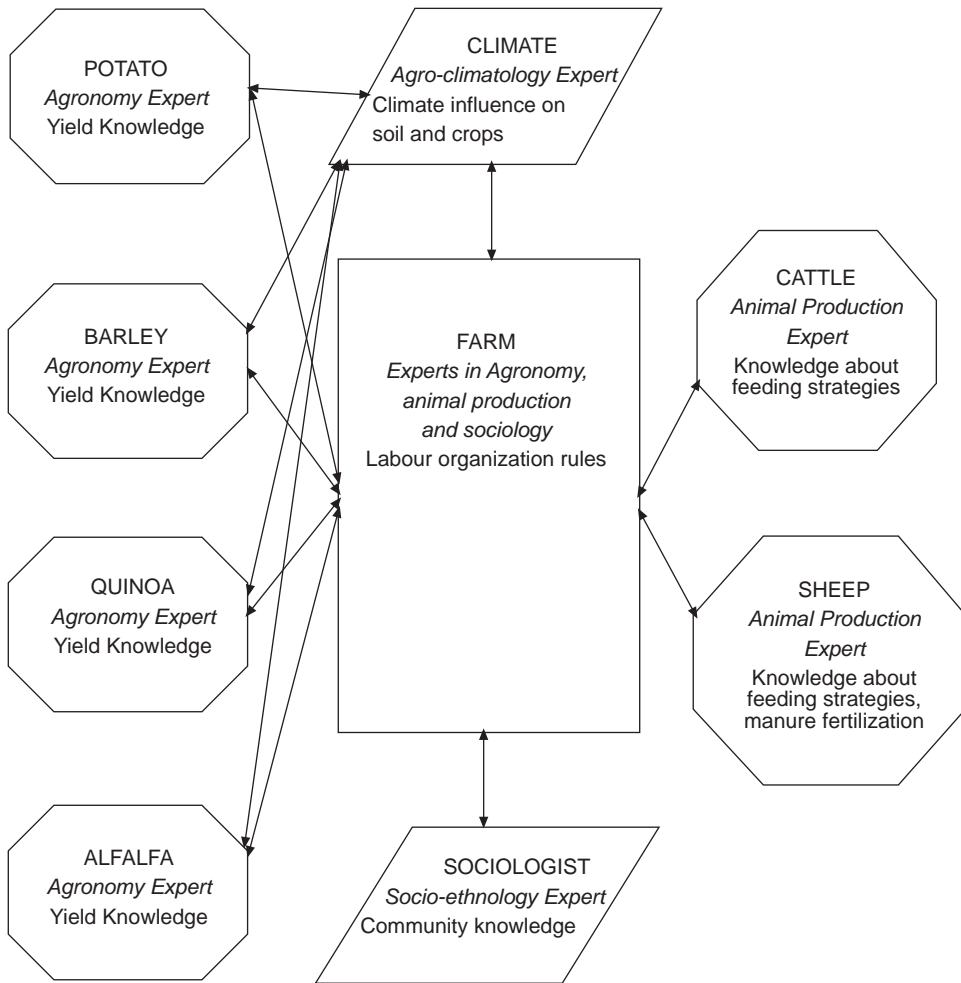 POTATO
Agronomy Expert
Yield Knowledge
CLIMATE
Agro-climatology Expert
Climate influence on
soil and crops
BARLEY
Agronomy Expert
Yield Knowledge
FARM
Experts in Agronomy,
animal production
and sociology
Labour organization rules
CATTLE
Animal Production
Expert
Knowledge about
feeding strategies
QUINOA
Agronomy Expert
Yield Knowledge
SHEEP
Animal Production
Expert
Knowledge about
feeding strategies,
manure fertilization
ALFALFA
Agronomy Expert
Yield Knowledge
SOCIOLOGIST
Socio-ethnology Expert
Community knowledge